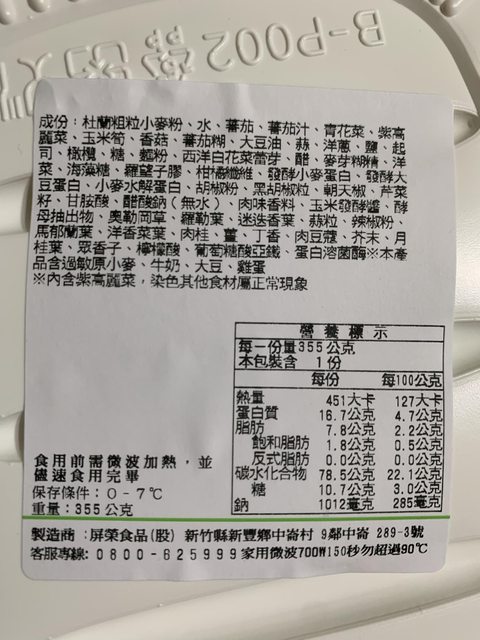 B-P002
成份：杜蘭粗粒小麥粉、水、蕃茄、蕃茄汁、青花菜、紫高
麗菜、玉米筍、香菇、蕃茄糊、大豆油、蒜、洋蔥、鹽、起
司、橄欖、糖、麵粉、西洋白花菜蕾芽、醋、麥芽糊精、洋
菜、海藻糖、羅望子膠、柑橘纖維、發酵小麥蛋白、發酵大
豆蛋白、小麥水解蛋白、胡椒粉、黑胡椒粒、朝天椒、芹菜
籽、甘胺酸、醋酸鈉（無水）、肉味香料、玉米發酵醬、酵
母抽出物、奧勒岡草、羅勒葉、迷迭香葉、蒜粒、辣椒粉、
馬郁蘭葉、洋香菜葉、肉桂、薑、丁香、肉豆蔻、芥末、月
桂葉、眾香子、檸檬酸、葡萄糖酸亞鐵、蛋白溶菌酶※本產
品含過敏原小麥、牛奶、大豆、雞蛋
※內含紫高麗菜，染色其他食材屬正常現象
營養標示
每一份量355公克
本包裝含 1份
每份 每100公克
熱量 451大卡 127大卡
蛋白質 16.7公克 4.7公克
脂肪 7.8公克 2.2公克
飽和脂肪 1.8公克 0.5公克
反式脂肪 0.0公克 0.0公克
碳水化合物 78.5公克 22.1公克
糖 10.7公克 3.0公克
鈉 1012毫克 285毫克
食用前需微波加熱，並
儘速食用完畢
保存條件：0-7℃
重量：355公克
製造商：屏榮食品(股) 新竹縣新豐鄉中崙村 9鄰中崙 289-3號
客服專線：0800-625999 家用微波700W150秒勿超過90℃